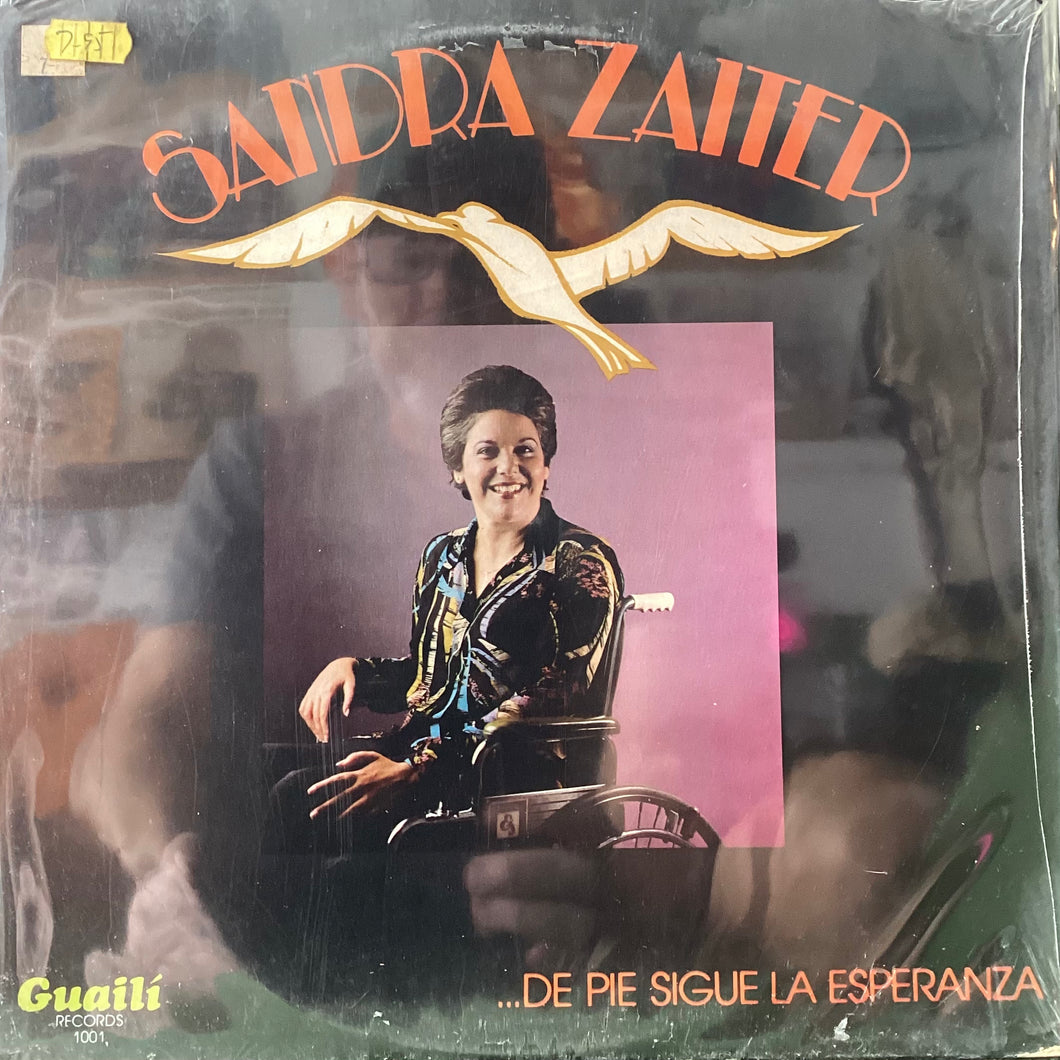 SANDRA ZAITER
...DE PIE SIGUE LA ESPERANZA
Guailí
RECORDS
1001